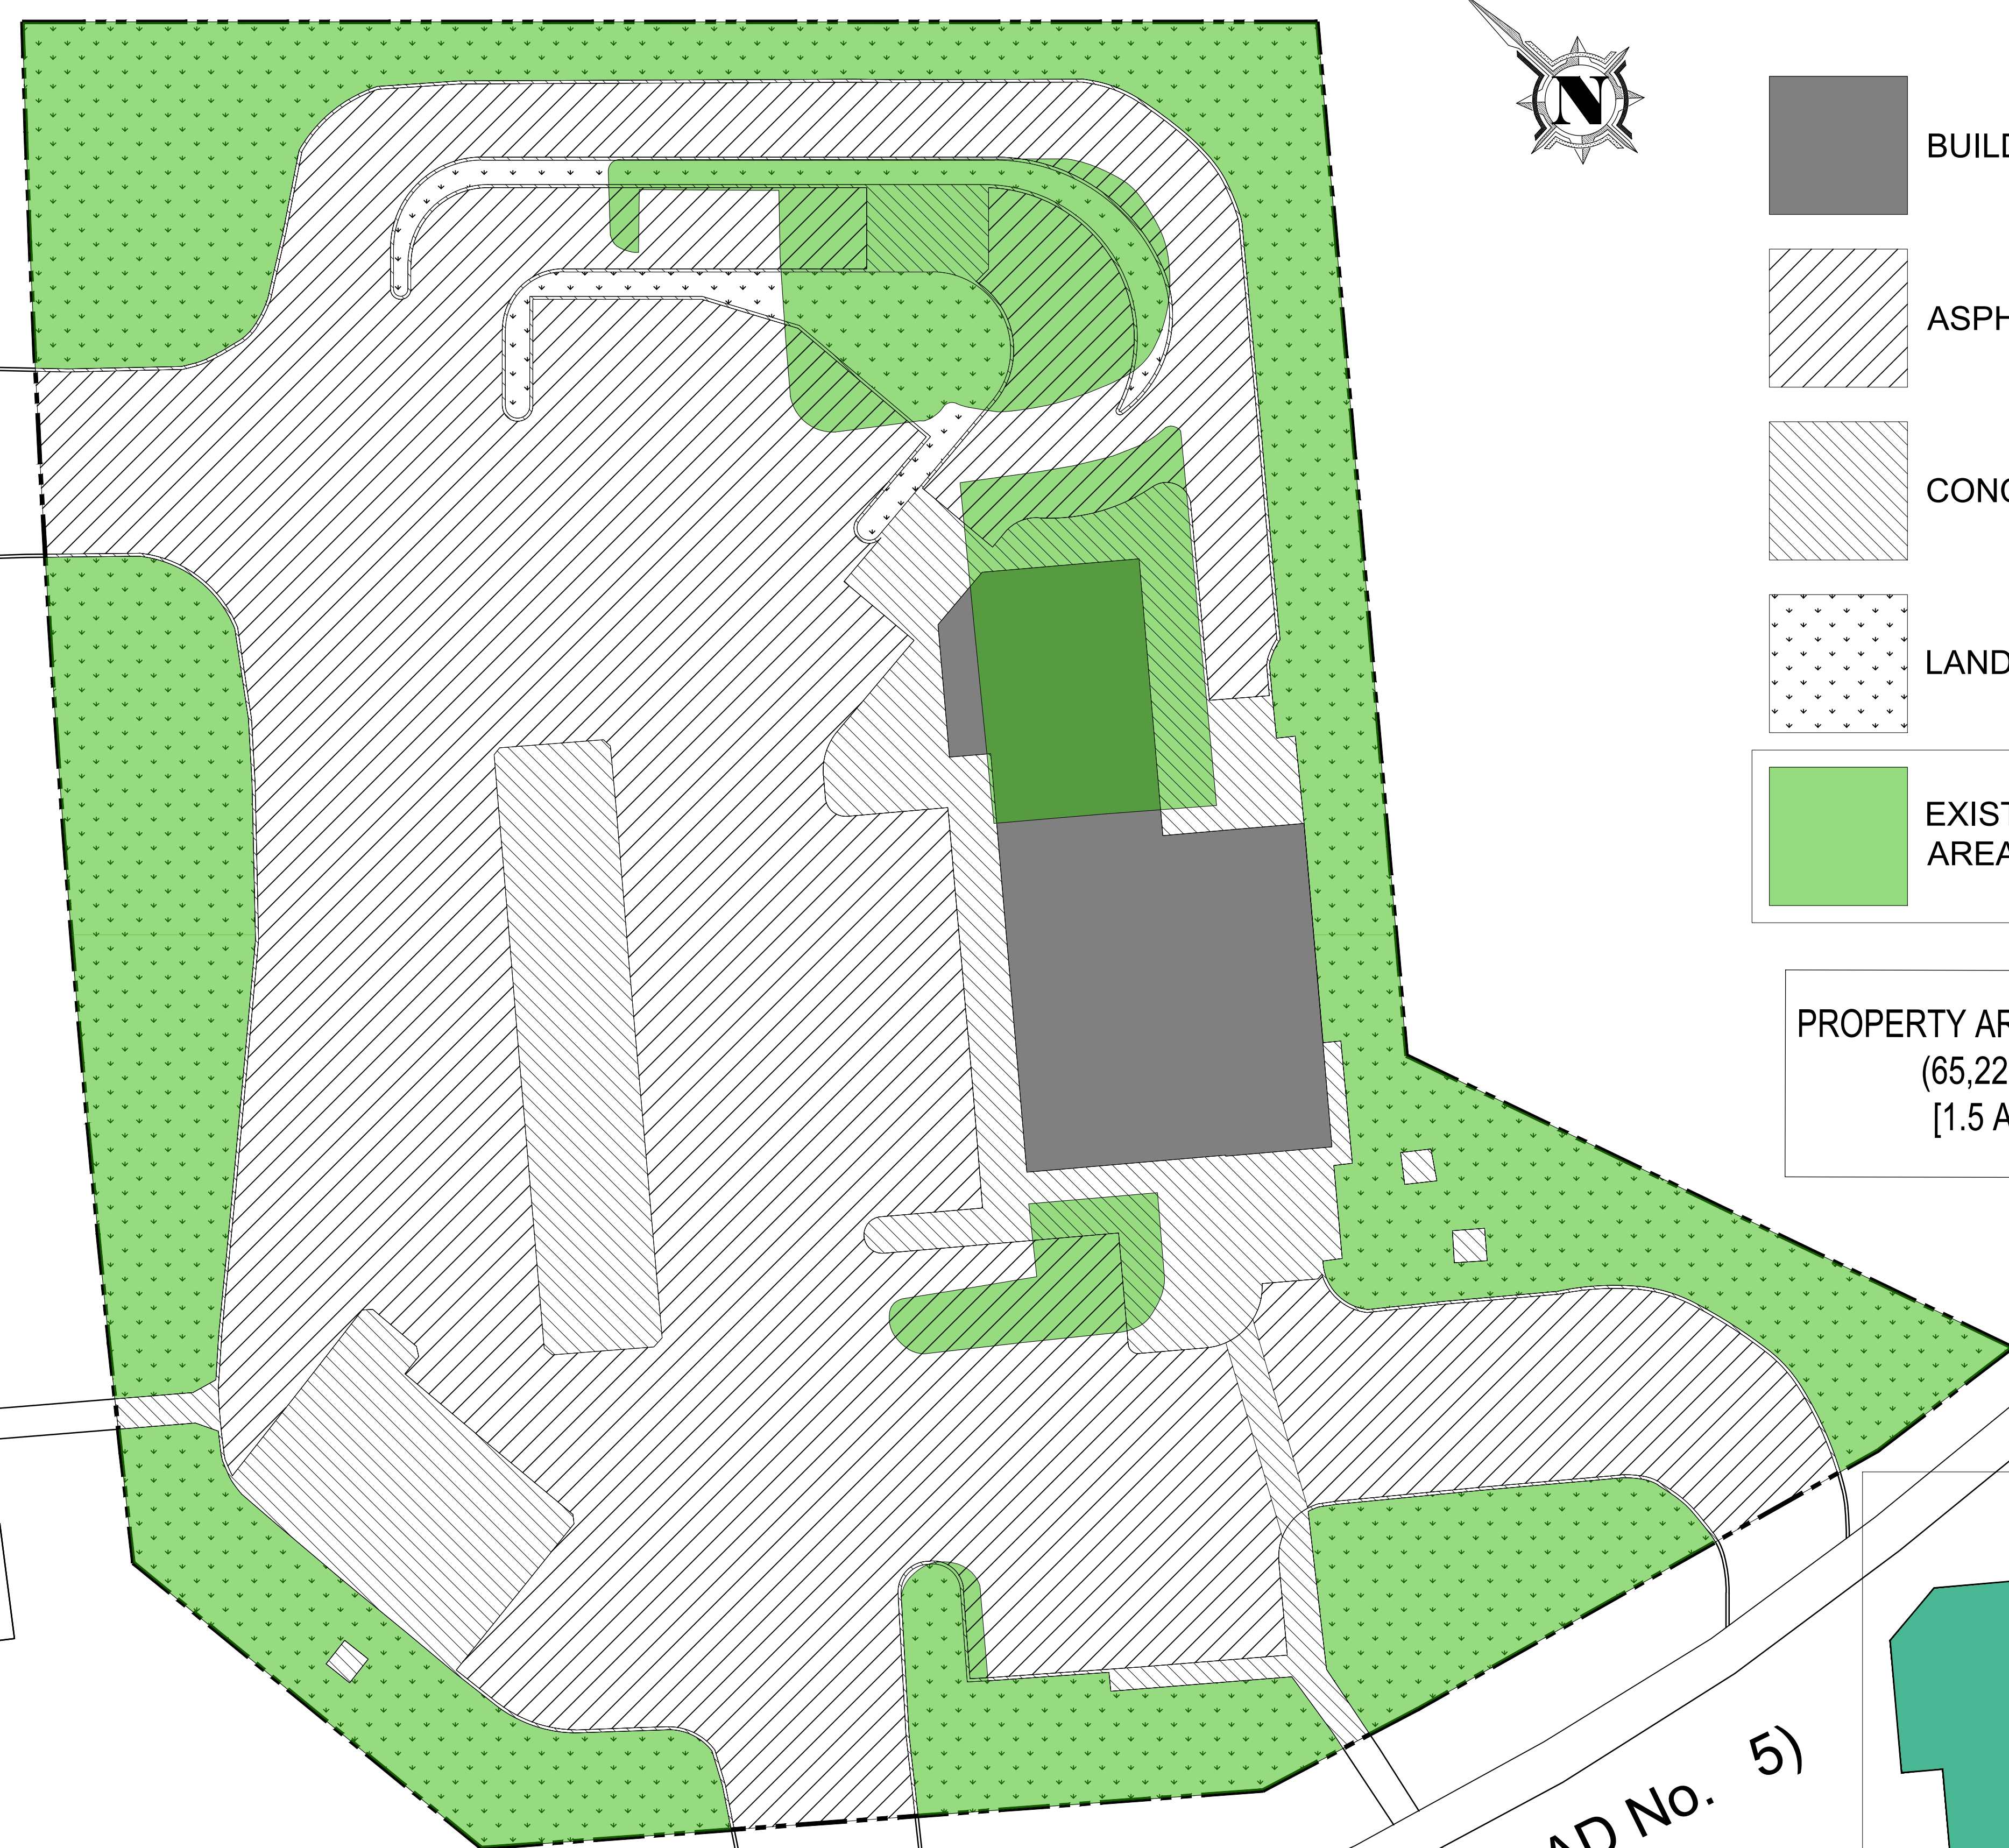 N
BUILD
ASPH
CONC
LAND
EXIST
AREA
PROPERTY AR
(65,22
[1.5 A
AD No. 5)